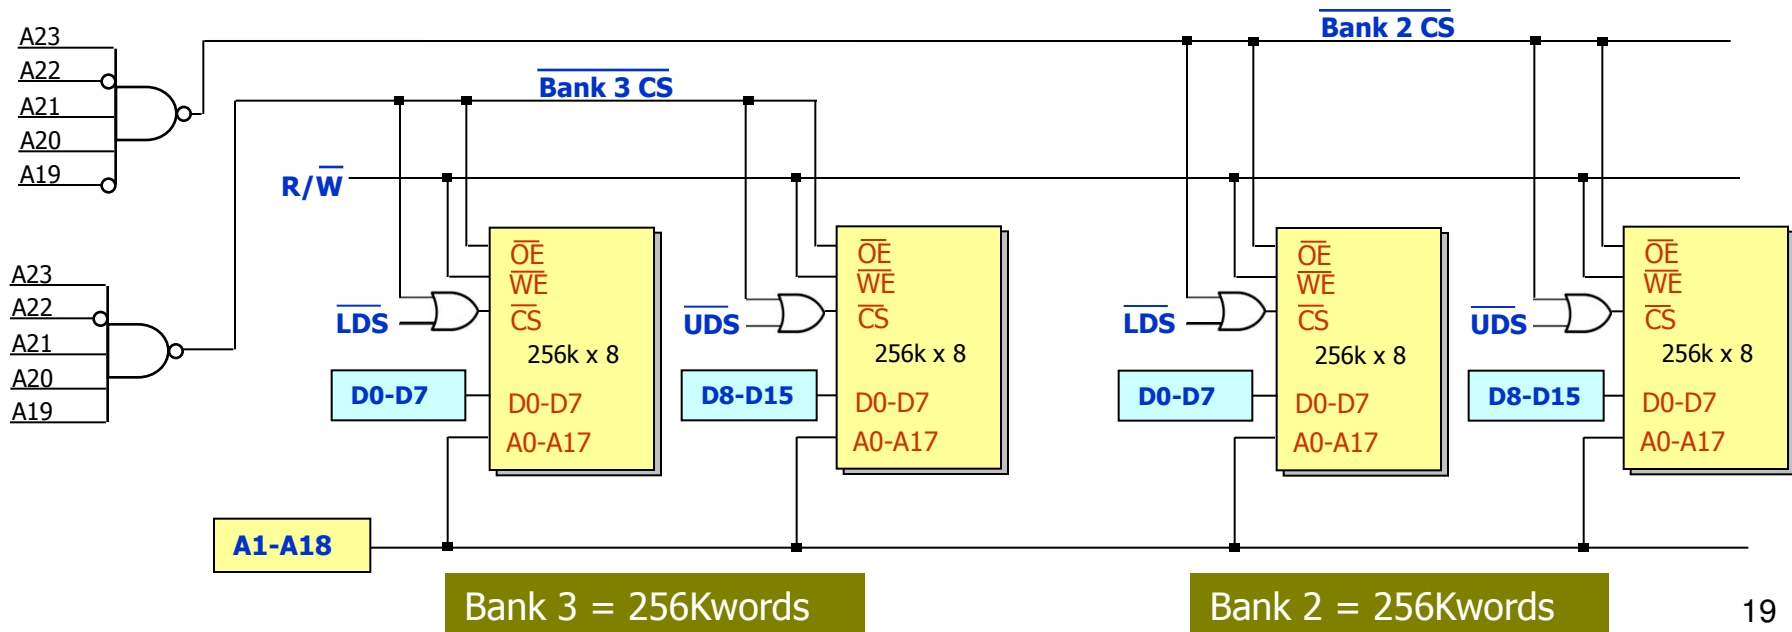 A23
A22
A21
A20
A19
A23
A22
A21
A20
A19
Bank 2 CS
Bank 3 CS
R/W
OE
WE
CS
256k x 8
D0-D7
A0-A17
LDS
D0-D7
OE
WE
CS
256k x 8
D0-D7
A0-A17
UDS
D8-D15
OE
WE
CS
256k x 8
D0-D7
A0-A17
LDS
D0-D7
OE
WE
CS
256k x 8
D0-D7
A0-A17
UDS
D8-D15
A1-A18
Bank 3 = 256Kwords
Bank 2 = 256Kwords
19